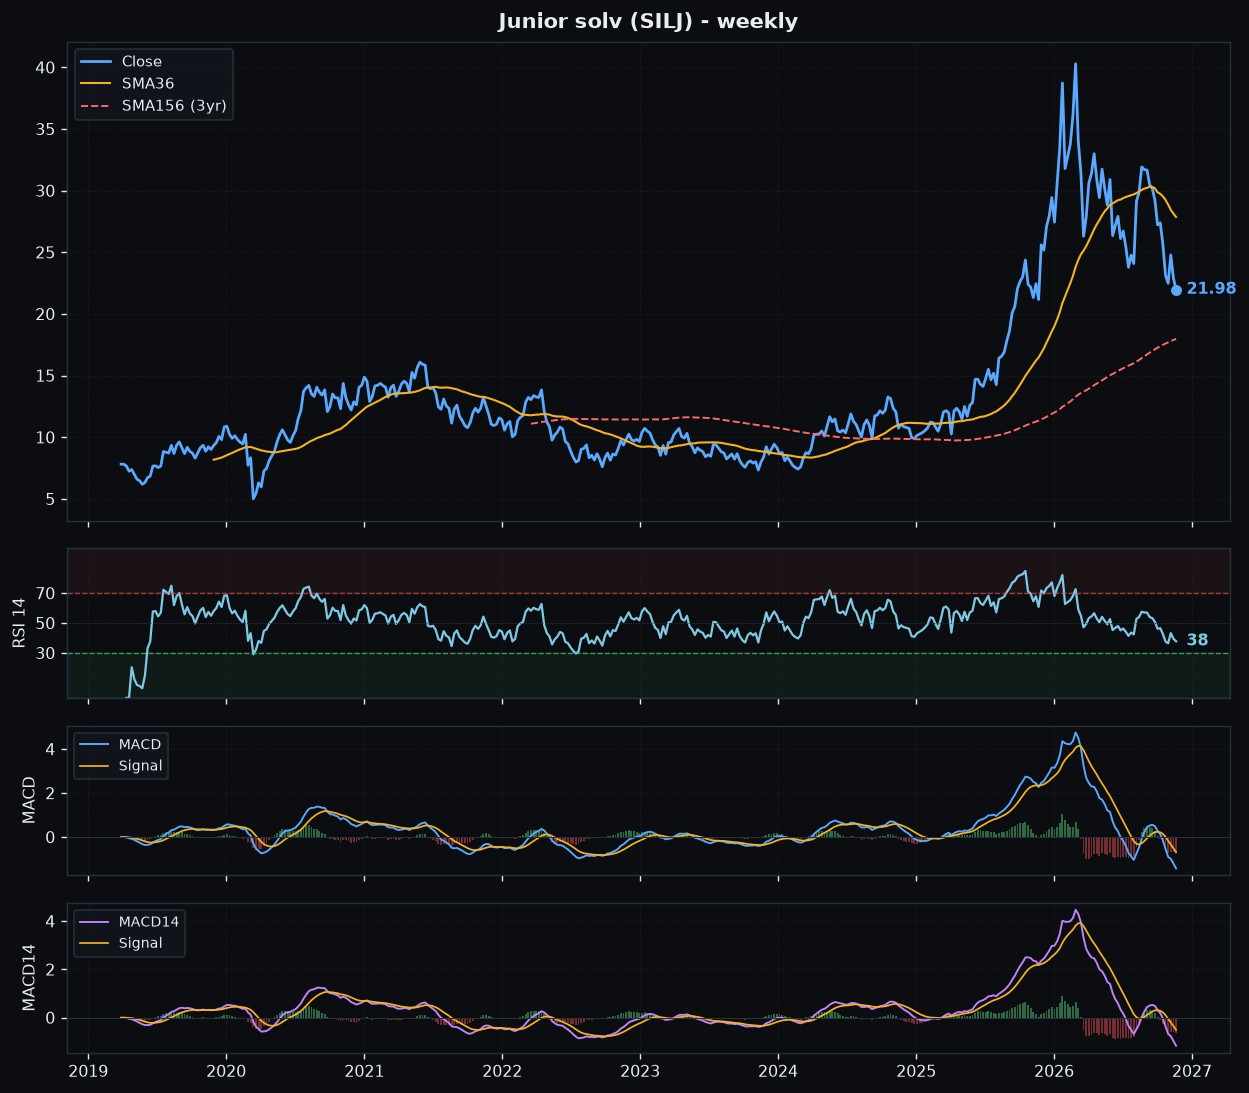 Junior solv (SILJ) - weekly
Close
SMA36
SMA156 (3yr)
40
35
30
25
20
15
10
5
21.98
RSI 14
70
50
30
38
MACD
MACD
Signal
4
2
0
MACD14
MACD14
Signal
4
2
0
2019 2020 2021 2022 2023 2024 2025 2026 2027